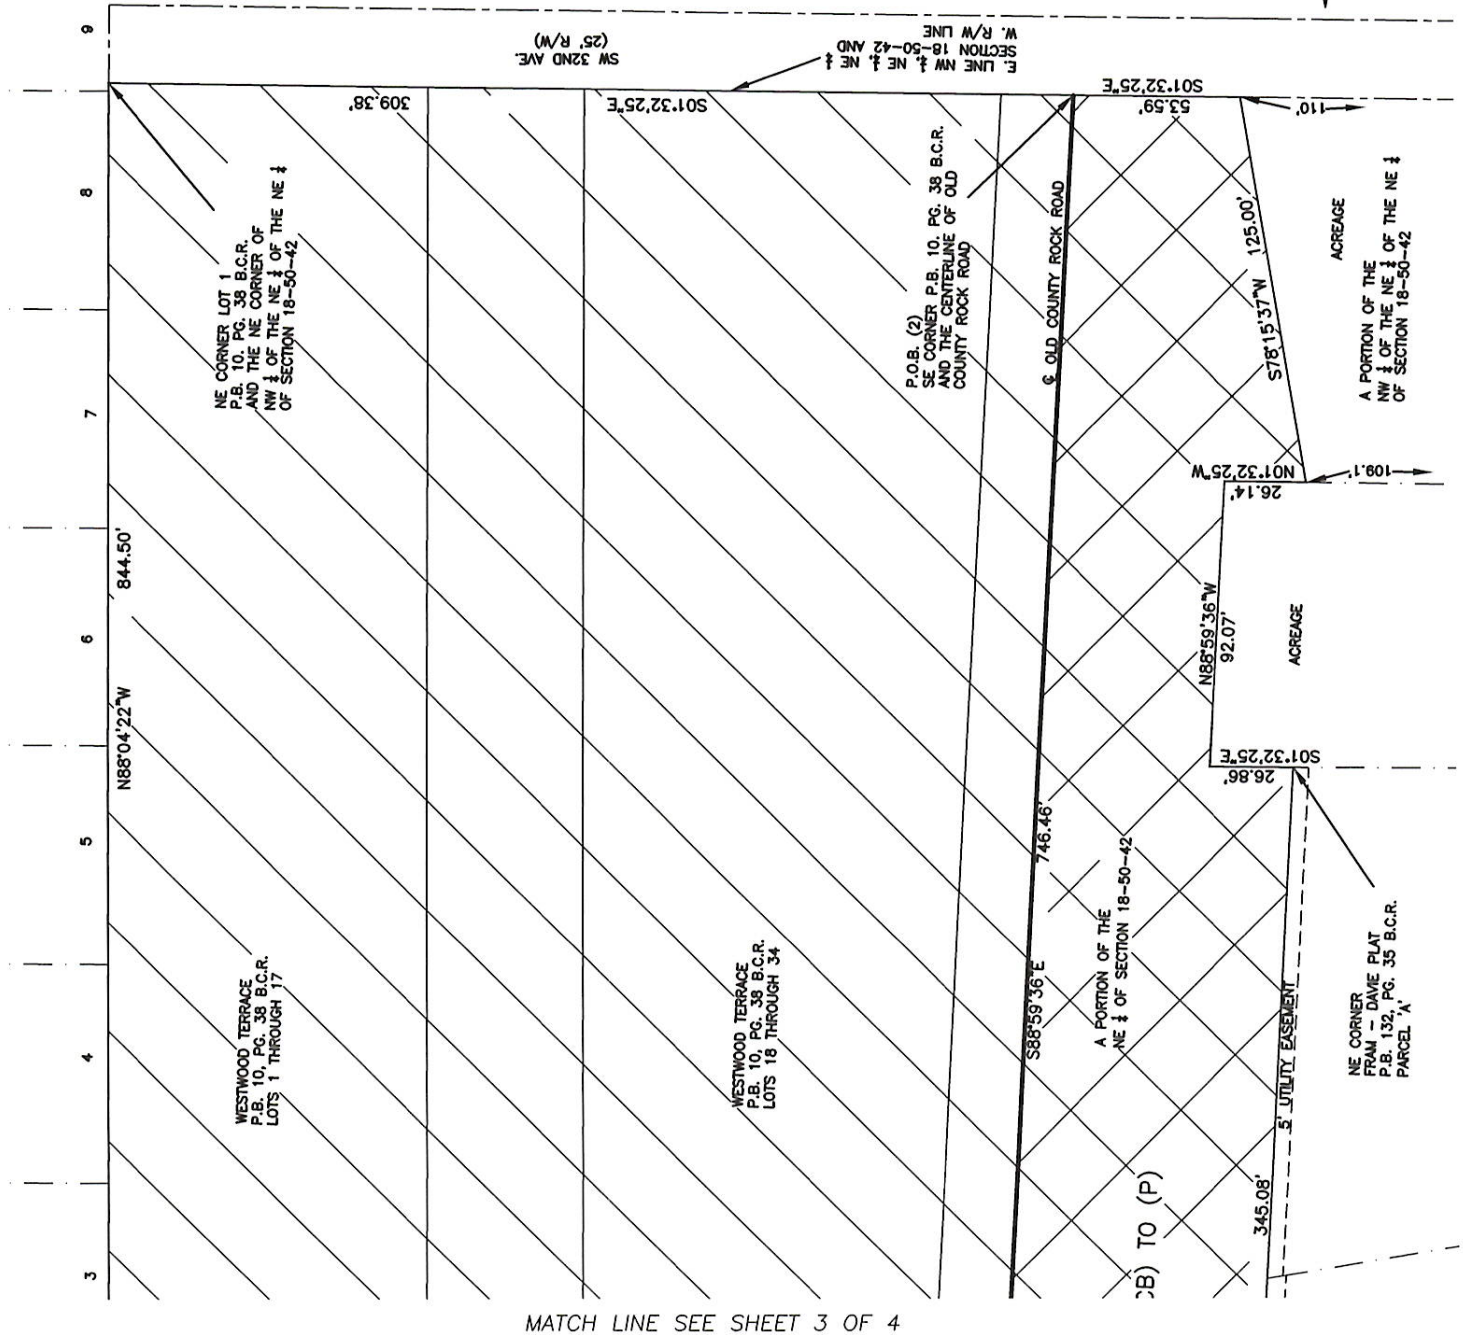 9
8
7
6
5
4
3
SW 32ND AVE.
(25' R/W)
E. LINE NW ¼, NE ¼, NE ¼
SECTION 18-50-42 AND
W. R/W LINE
309.38'
S01°32'25"E
S01°32'25"E
53.59'
110'
NE CORNER LOT 1
P.B. 10, PG. 38 B.C.R.
AND THE NE CORNER OF
NW ¼ OF THE NE ¼ OF THE NE ¼
OF SECTION 18-50-42
P.O.B. (2)
SE CORNER P.B. 10, PG. 38 B.C.R.
AND THE CENTERLINE OF OLD
COUNTY ROCK ROAD
℄ OLD COUNTY ROCK ROAD
S78°15'37"W 125.00'
ACREAGE
A PORTION OF THE
NW ¼ OF THE NE ¼ OF THE NE ¼
OF SECTION 18-50-42
N01°32'25"W
26.14'
109.1'
N88°04'22"W 844.50'
N88°59'36"W
92.07'
ACREAGE
S01°32'25"E
26.86'
S88°59'36"E 746.46'
A PORTION OF THE
NE ¼ OF SECTION 18-50-42
WESTWOOD TERRACE
P.B. 10, PG. 38 B.C.R.
LOTS 1 THROUGH 17
WESTWOOD TERRACE
P.B. 10, PG. 38 B.C.R.
LOTS 18 THROUGH 34
NE CORNER
FRAM - DAVIE PLAT
P.B. 132, PG. 35 B.C.R.
PARCEL 'A'
5' UTILITY EASEMENT
345.08'
CB) TO (P)
MATCH LINE SEE SHEET 3 OF 4